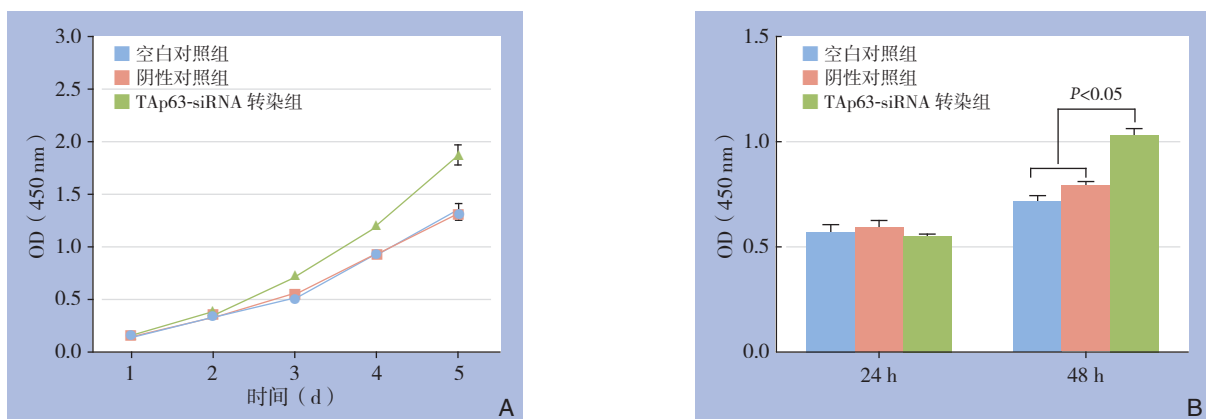 3.0
2.5
2.0
1.5
1.0
0.5
0.0
OD（450 nm）
空白对照组
阴性对照组
TAp63-siRNA 转染组
1 2 3 4 5
时间（d）
A
1.5
1.0
0.5
0.0
OD（450 nm）
空白对照组
阴性对照组
TAp63-siRNA 转染组
P<0.05
24 h 48 h
B